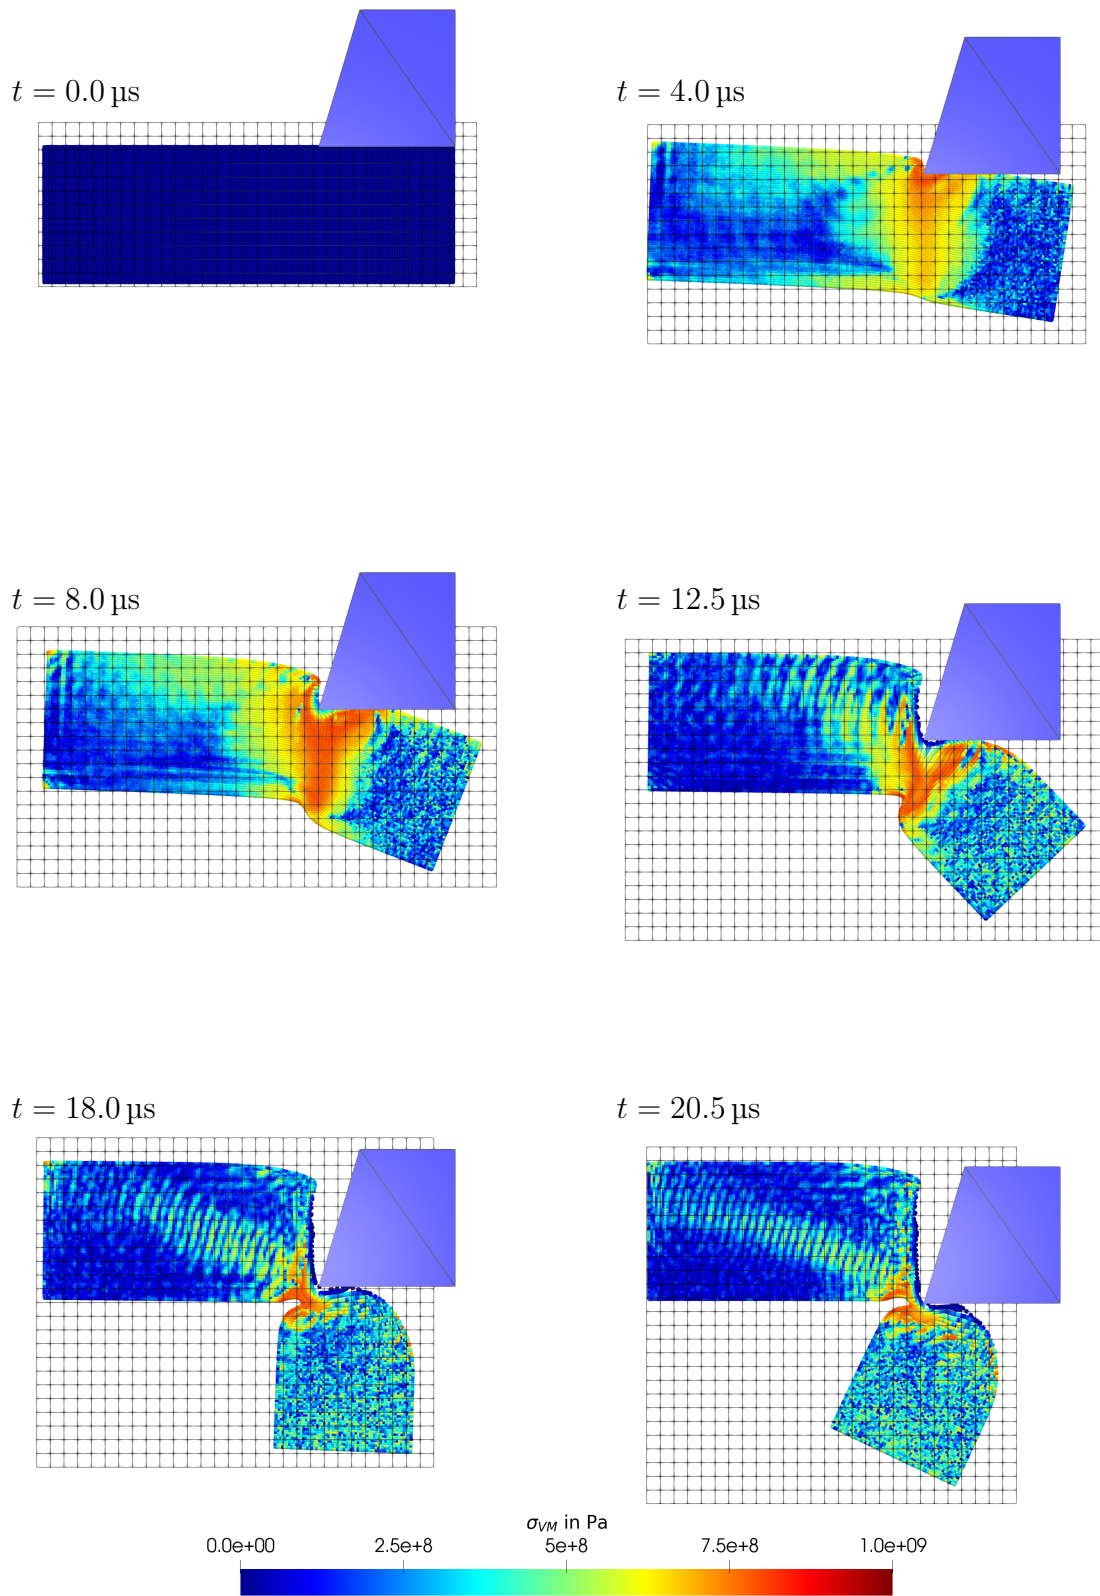 t = 0.0 µs
t = 4.0 µs
t = 8.0 µs
t = 12.5 µs
t = 18.0 µs
t = 20.5 µs
σVM in Pa
0.0e+00 2.5e+8 5e+8 7.5e+8 1.0e+09